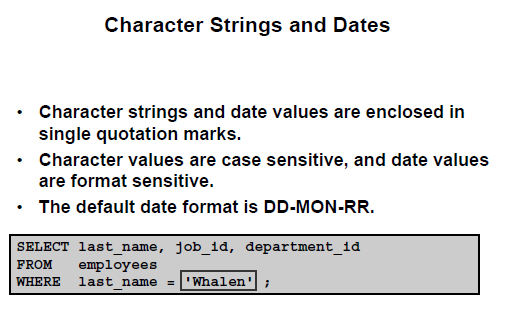 Character Strings and Dates
• Character strings and date values are enclosed in
single quotation marks.
• Character values are case sensitive, and date values
are format sensitive.
• The default date format is DD-MON-RR.
SELECT last_name, job_id, department_id
FROM   employees
WHERE  last_name = 'Whalen' ;